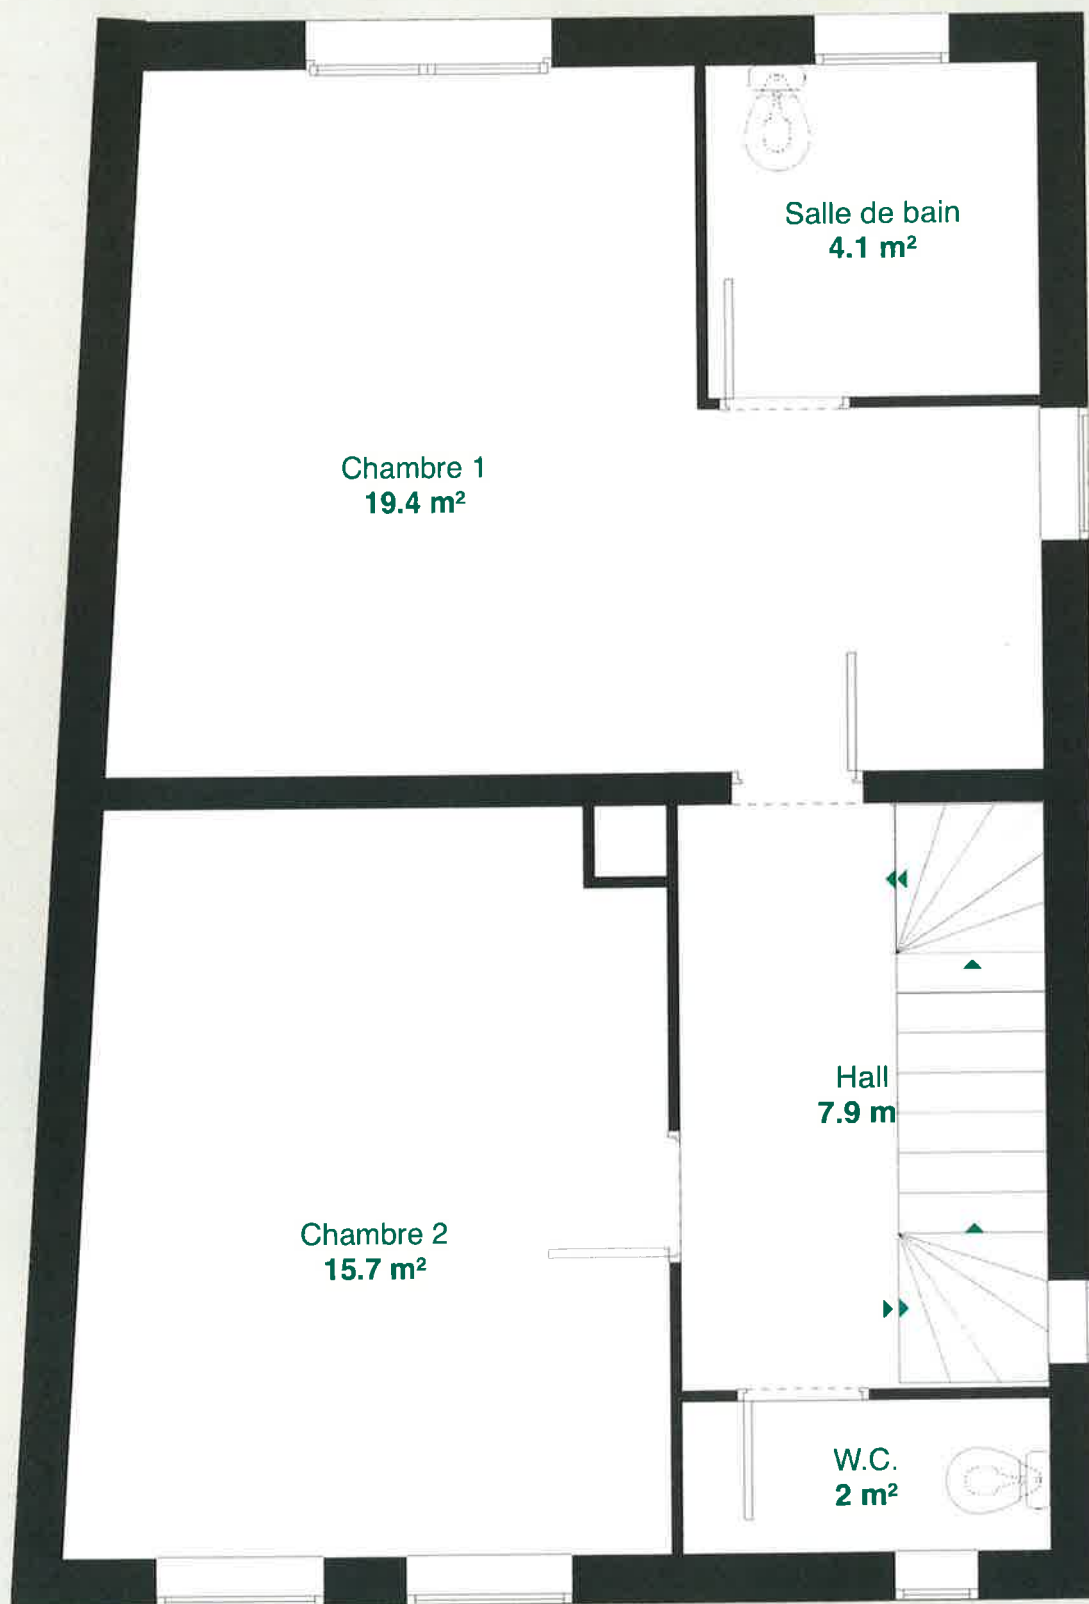 Salle de bain
4.1 m²
Chambre 1
19.4 m²
Hall
7.9 m
Chambre 2
15.7 m²
W.C.
2 m²